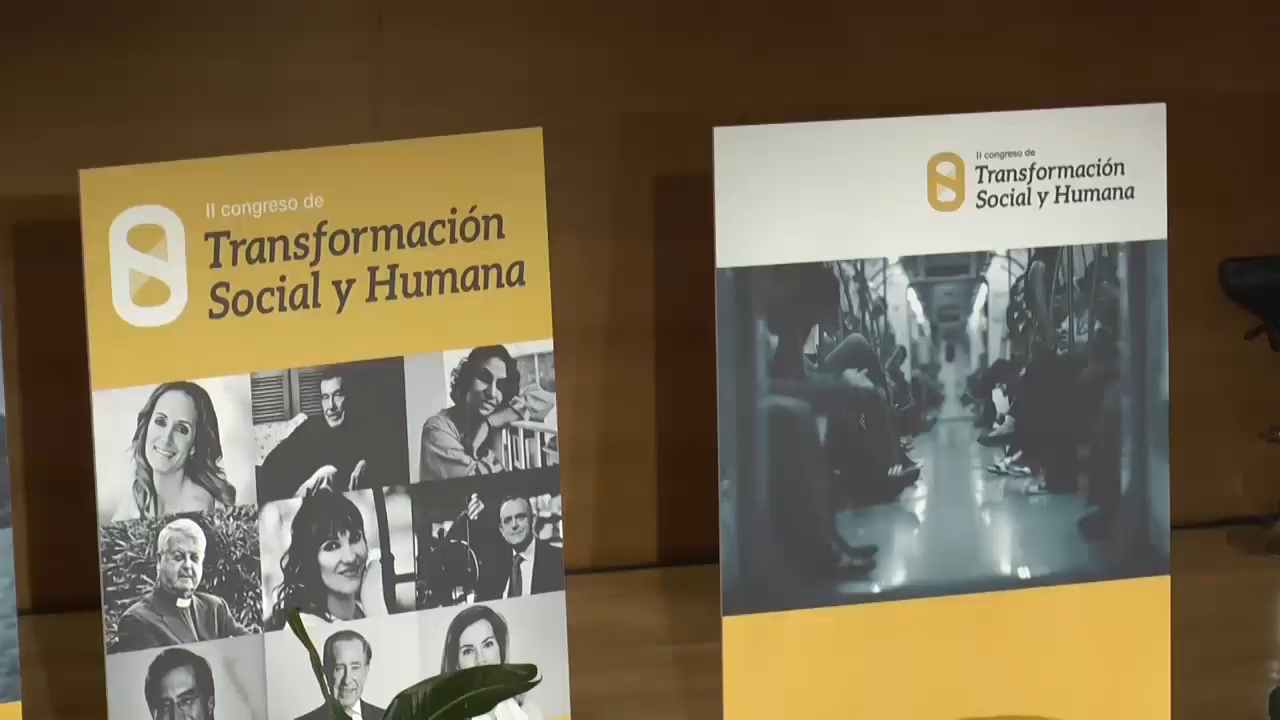 II congreso de
Transformación
Social y Humana
II congreso de
Transformación
Social y Humana